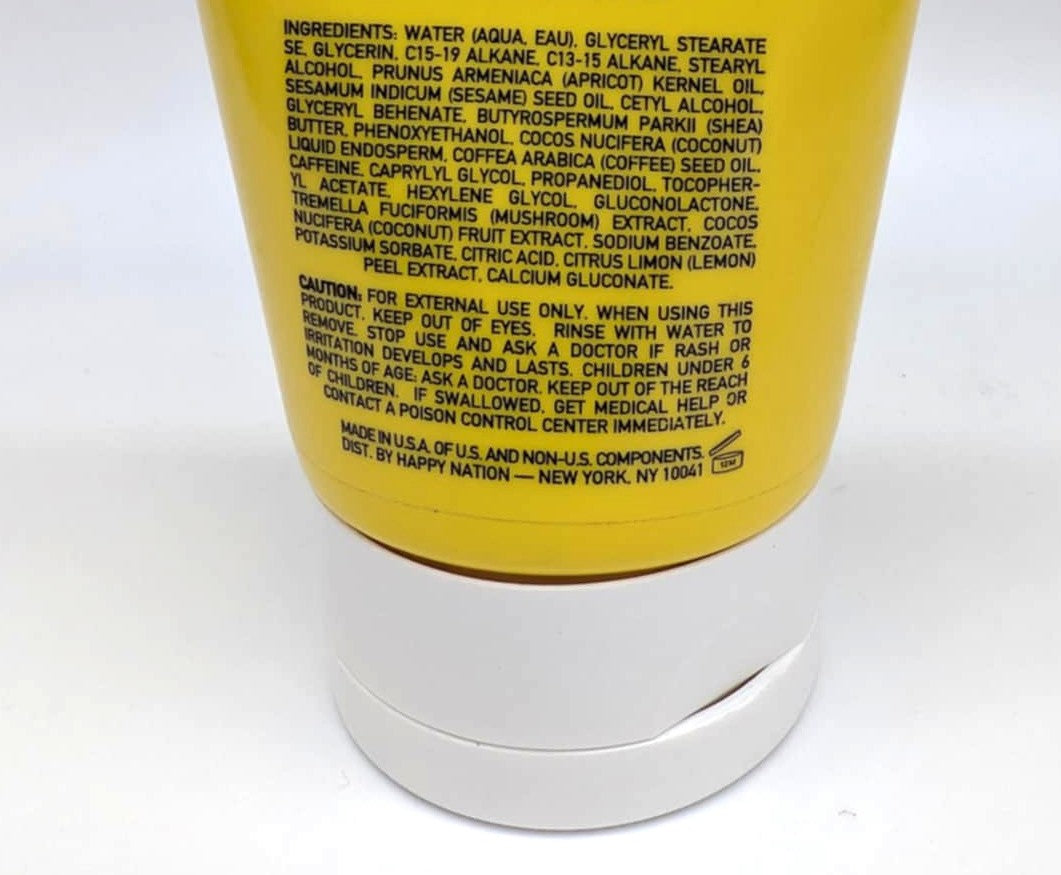 INGREDIENTS: WATER (AQUA, EAU), GLYCERYL STEARATE
SE, GLYCERIN, C15-19 ALKANE, C13-15 ALKANE, STEARYL
ALCOHOL, PRUNUS ARMENIACA (APRICOT) KERNEL OIL,
SESAMUM INDICUM (SESAME) SEED OIL, CETYL ALCOHOL,
GLYCERYL BEHENATE, BUTYROSPERMUM PARKII (SHEA)
BUTTER, PHENOXYETHANOL, COCOS NUCIFERA (COCONUT)
LIQUID ENDOSPERM, COFFEA ARABICA (COFFEE) SEED OIL,
CAFFEINE, CAPRYLYL GLYCOL, PROPANEDIOL, TOCOPHER-
YL ACETATE, HEXYLENE GLYCOL, GLUCONOLACTONE,
TREMELLA FUCIFORMIS (MUSHROOM) EXTRACT, COCOS
NUCIFERA (COCONUT) FRUIT EXTRACT, SODIUM BENZOATE,
POTASSIUM SORBATE, CITRIC ACID, CITRUS LIMON (LEMON)
PEEL EXTRACT, CALCIUM GLUCONATE.
CAUTION: FOR EXTERNAL USE ONLY. WHEN USING THIS
PRODUCT, KEEP OUT OF EYES. RINSE WITH WATER TO
REMOVE. STOP USE AND ASK A DOCTOR IF RASH OR
IRRITATION DEVELOPS AND LASTS. CHILDREN UNDER 6
MONTHS OF AGE: ASK A DOCTOR. KEEP OUT OF THE REACH
OF CHILDREN. IF SWALLOWED, GET MEDICAL HELP OR
CONTACT A POISON CONTROL CENTER IMMEDIATELY.
MADE IN U.S.A. OF U.S. AND NON-U.S. COMPONENTS.
DIST. BY HAPPY NATION — NEW YORK, NY 10041
12M